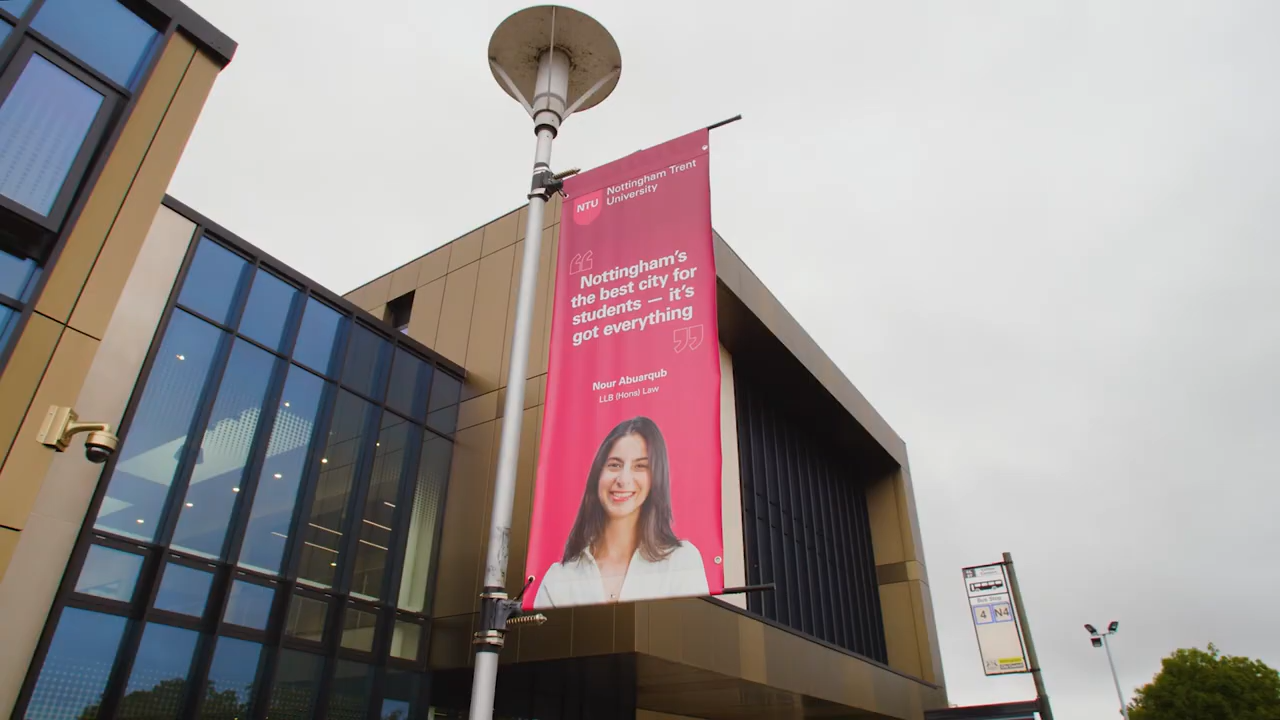 NTU
Nottingham Trent
University
Nottingham's
the best city for
students — it's
got everything
Nour Abuarqub
LLB (Hons) Law
Bus Stop
4 N4